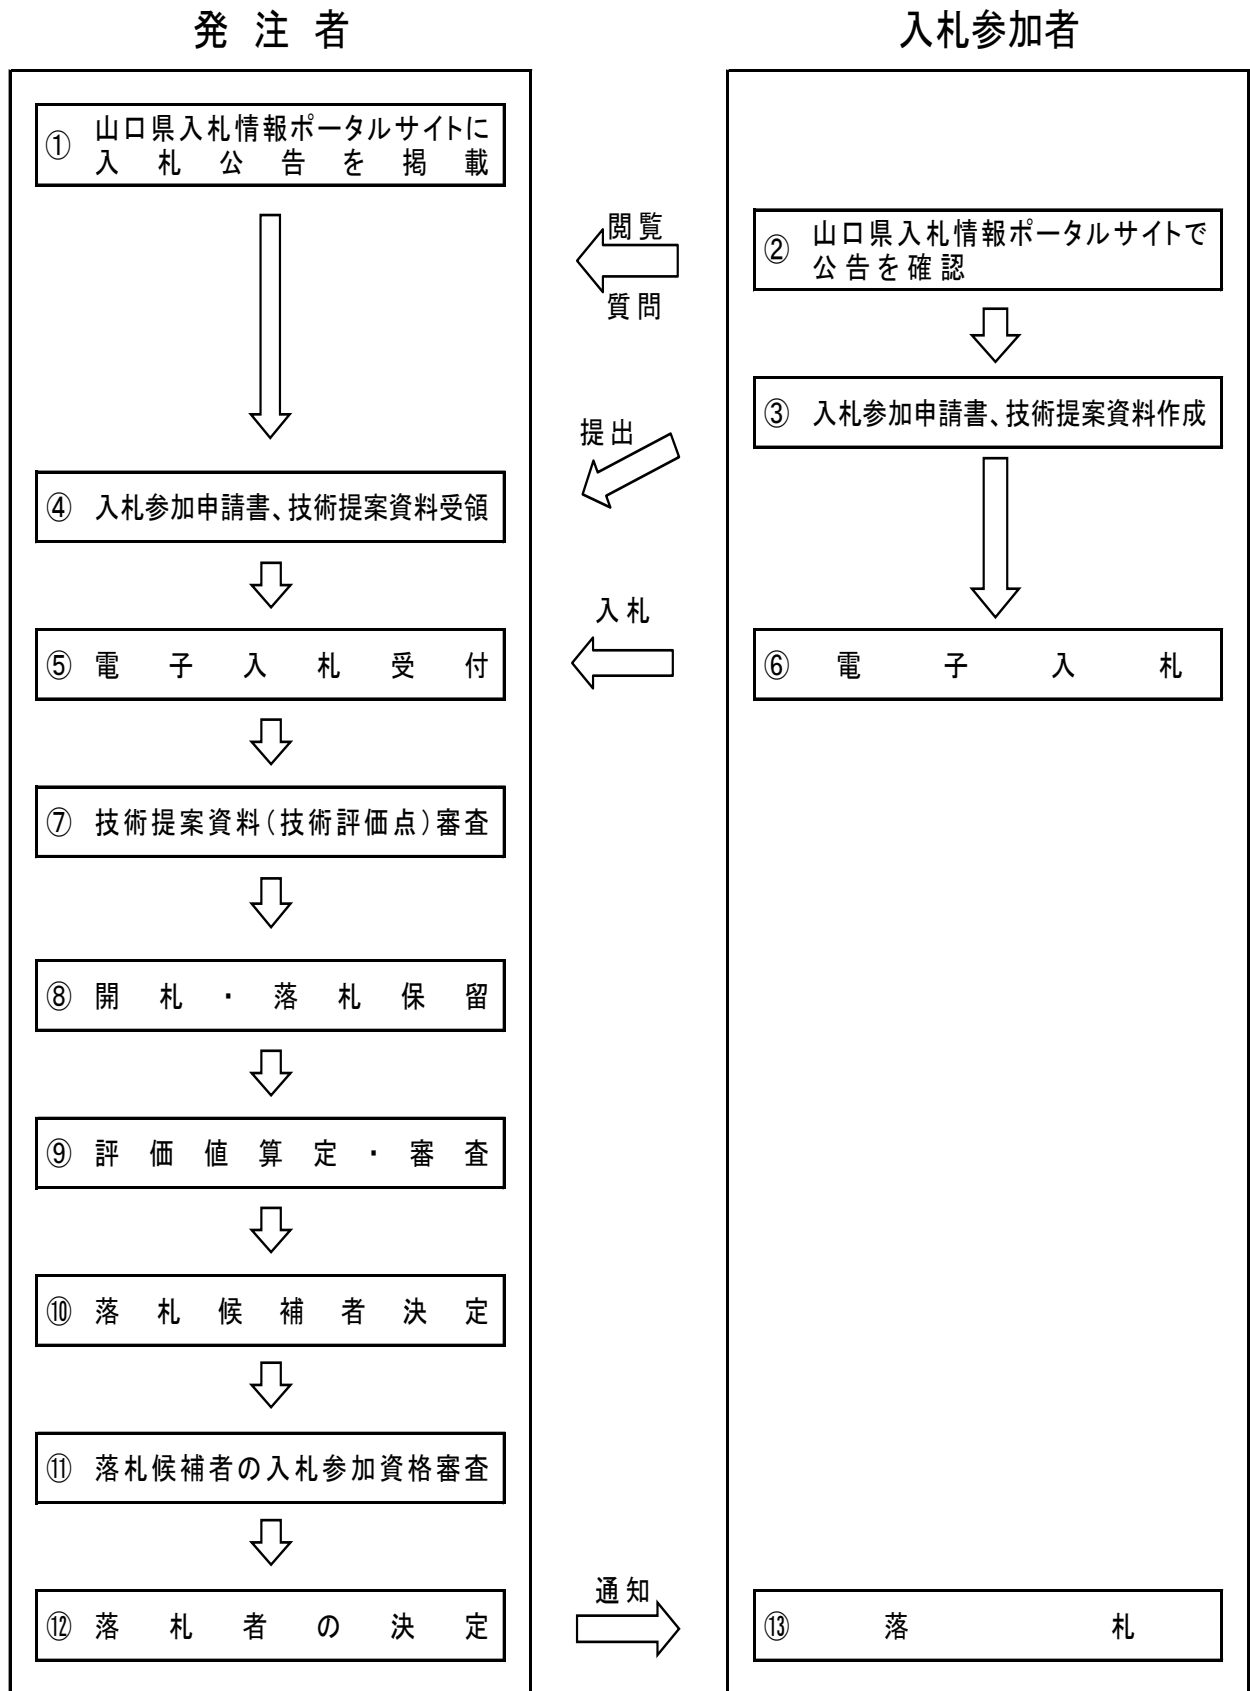 発注者
入札参加者
① 山口県入札情報ポータルサイトに
入札公告を掲載
閲覧
質問
② 山口県入札情報ポータルサイトで
公告を確認
③ 入札参加申請書、技術提案資料作成
提出
④ 入札参加申請書、技術提案資料受領
入札
⑤ 電子入札受付
⑥ 電子入札
⑦ 技術提案資料(技術評価点)審査
⑧ 開札・落札保留
⑨ 評価値算定・審査
⑩ 落札候補者決定
⑪ 落札候補者の入札参加資格審査
通知
⑫ 落札者の決定
⑬ 落札